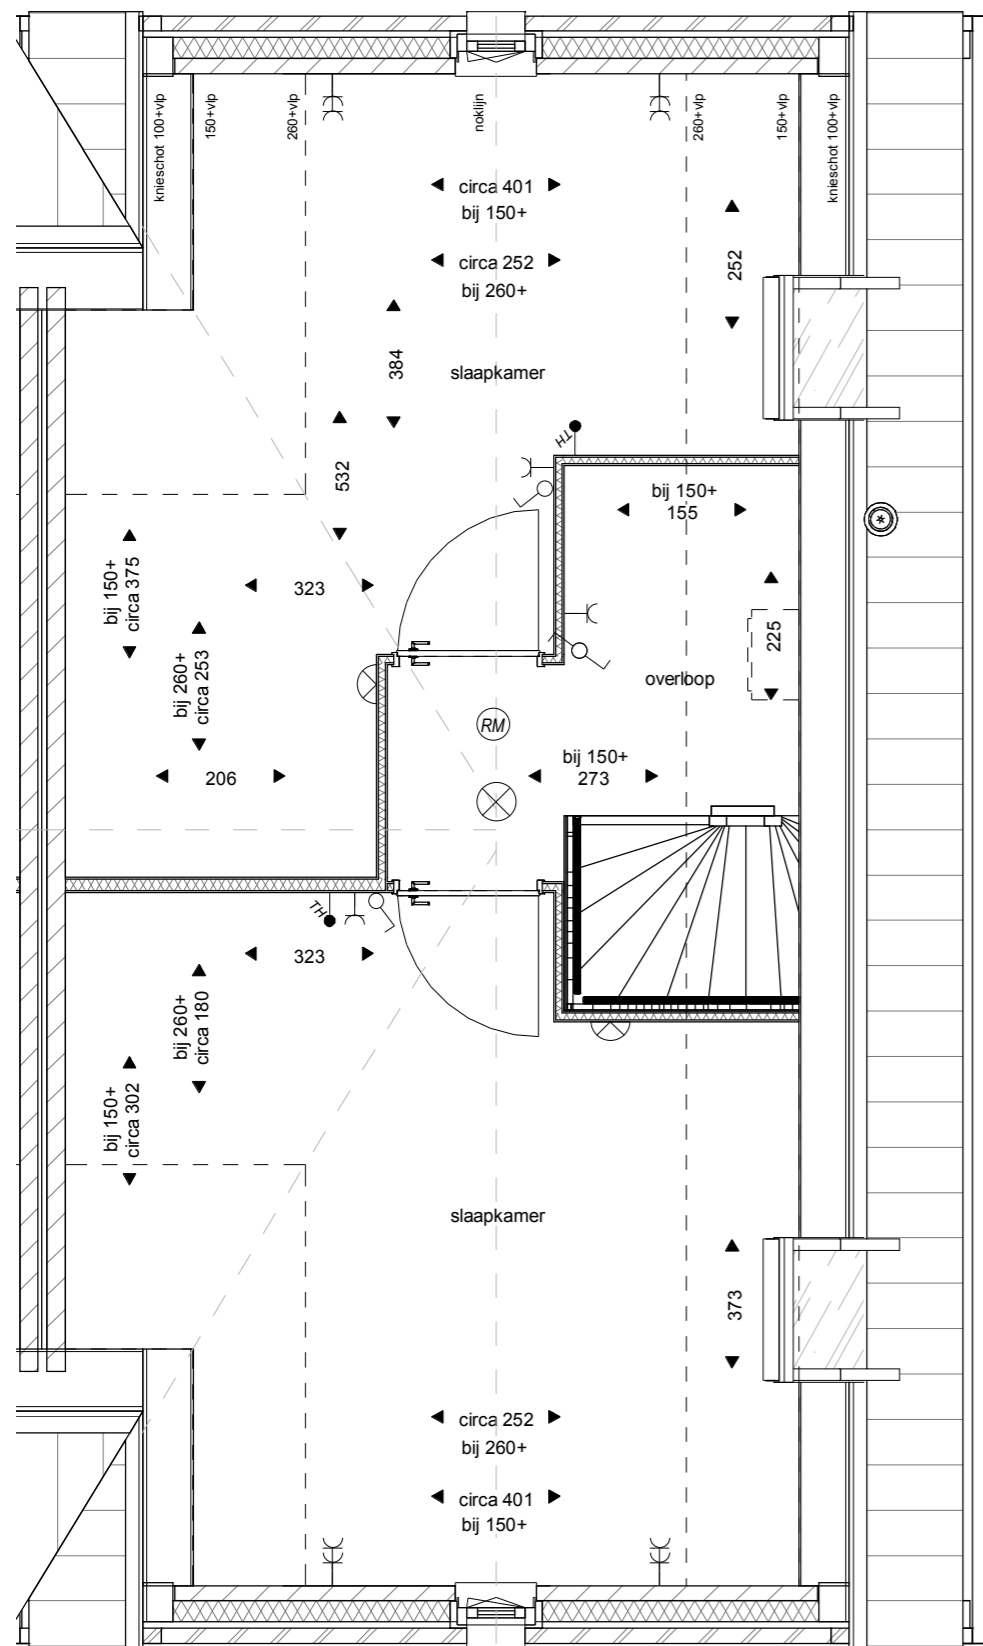 knieschot 100+vlp
150+vlp
260+vlp
noklijn
260+vlp
150+vlp
knieschot 100+vlp
circa 401
bij 150+
circa 252
bij 260+
252
384
slaapkamer
532
TH
bij 150+
155
bij 150+
circa 375
323
225
bij 260+
circa 253
overloop
RM
206
bij 150+
273
TH
323
bij 260+
circa 180
bij 150+
circa 302
slaapkamer
373
circa 252
bij 260+
circa 401
bij 150+